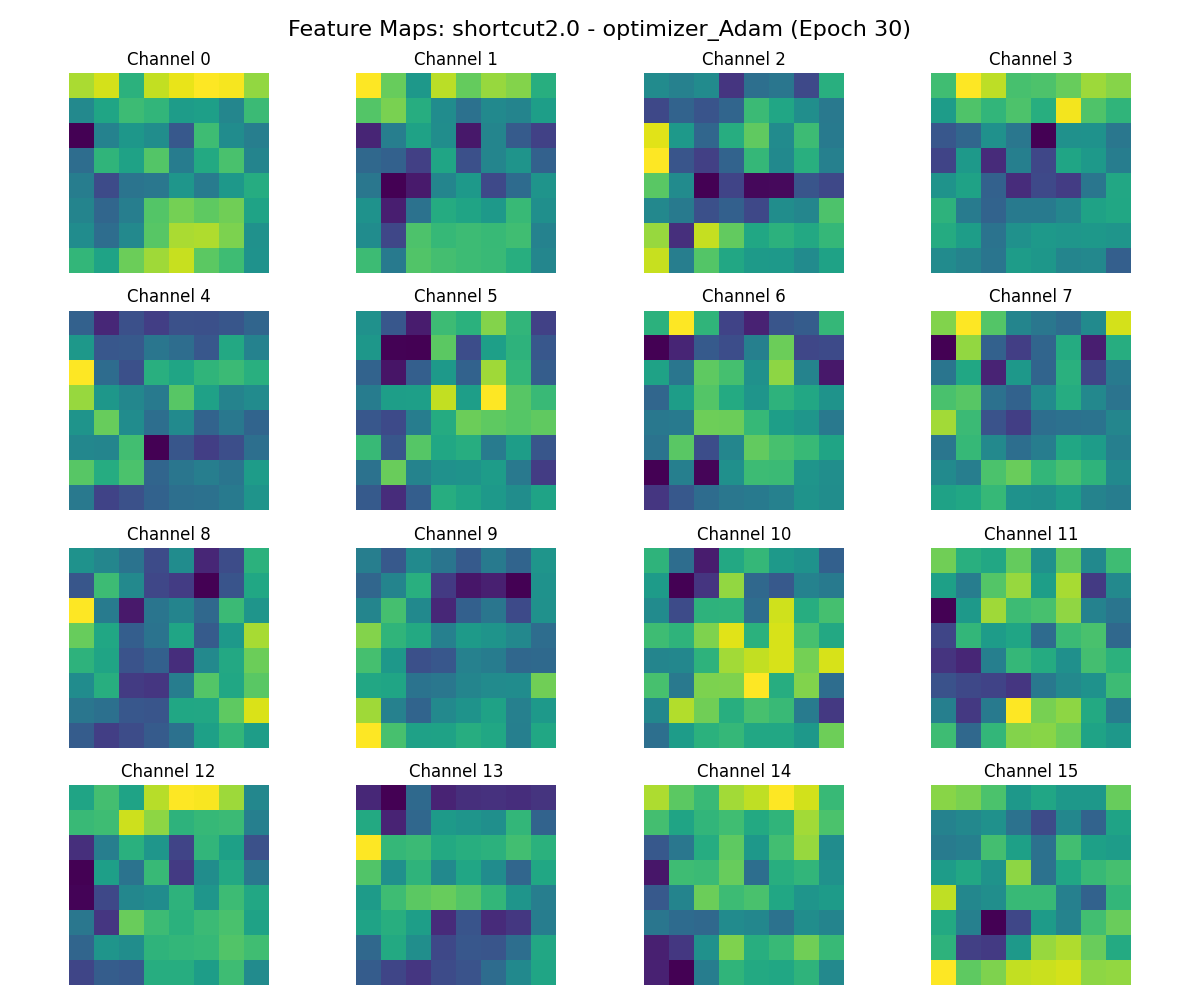 Feature Maps: shortcut2.0 - optimizer_Adam (Epoch 30)
Channel 0
Channel 1
Channel 2
Channel 3
Channel 4
Channel 5
Channel 6
Channel 7
Channel 8
Channel 9
Channel 10
Channel 11
Channel 12
Channel 13
Channel 14
Channel 15